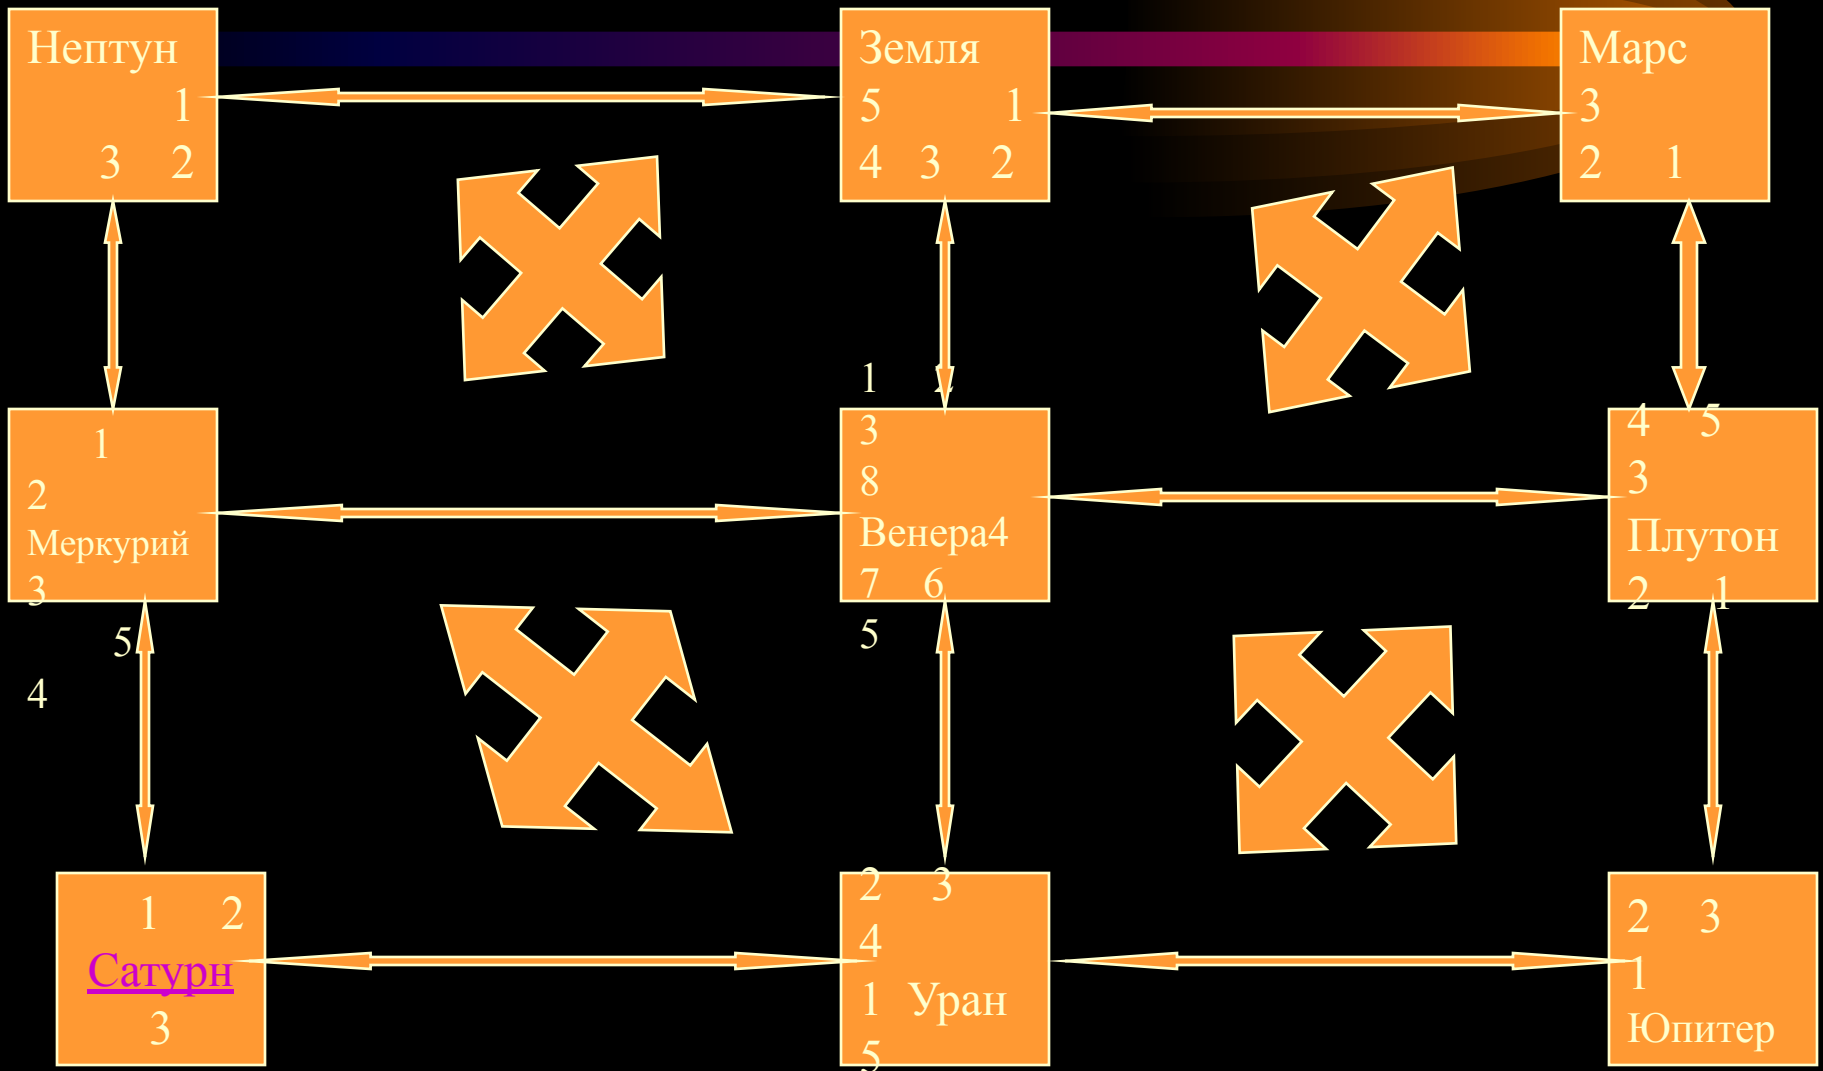 Нептун
1
3 2
Земля
5 1
4 3 2
Марс
3
2 1
1
2
Меркурий
3
5
4
1 2
3
8
Венера4
7 6
5
4 5
3
Плутон
2 1
1 2
Сатурн
3
2 3
4
1 Уран
5
2 3
1
Юпитер